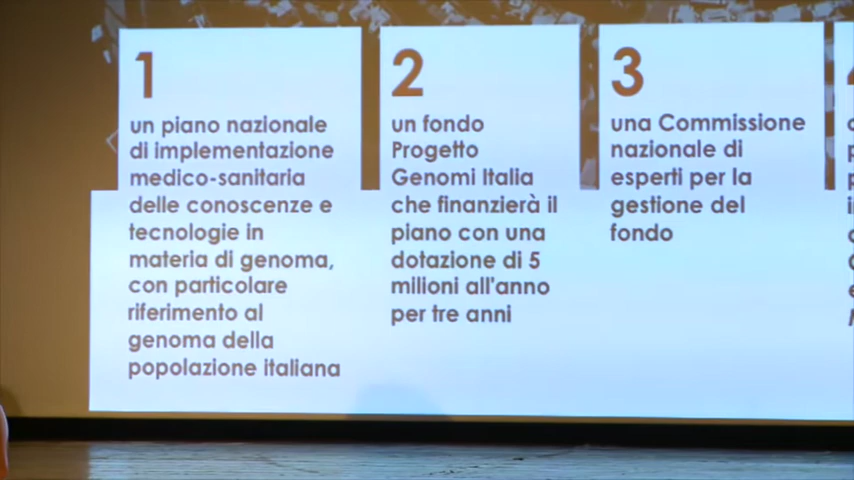 1
un piano nazionale
di implementazione
medico-sanitaria
delle conoscenze e
tecnologie in
materia di genoma,
con particolare
riferimento al
genoma della
popolazione italiana
2
un fondo
Progetto
Genomi Italia
che finanzierà il
piano con una
dotazione di 5
milioni all'anno
per tre anni
3
una Commissione
nazionale di
esperti per la
gestione del
fondo